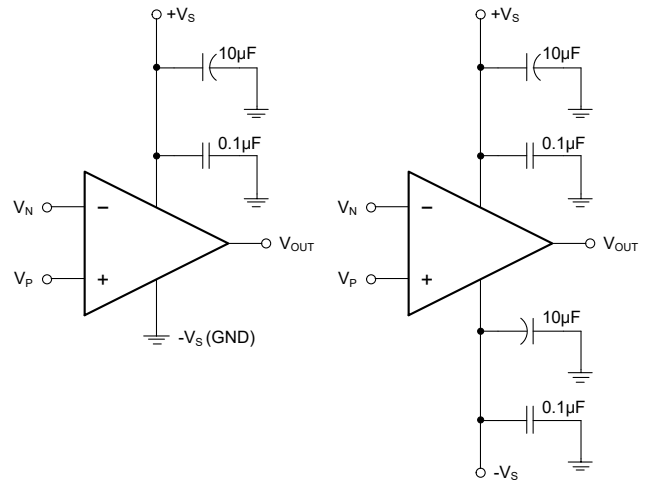 +VS
10µF
0.1µF
VN
−
VP
+
VOUT
-VS (GND)
+VS
10µF
0.1µF
VN
−
VP
+
VOUT
10µF
0.1µF
-VS